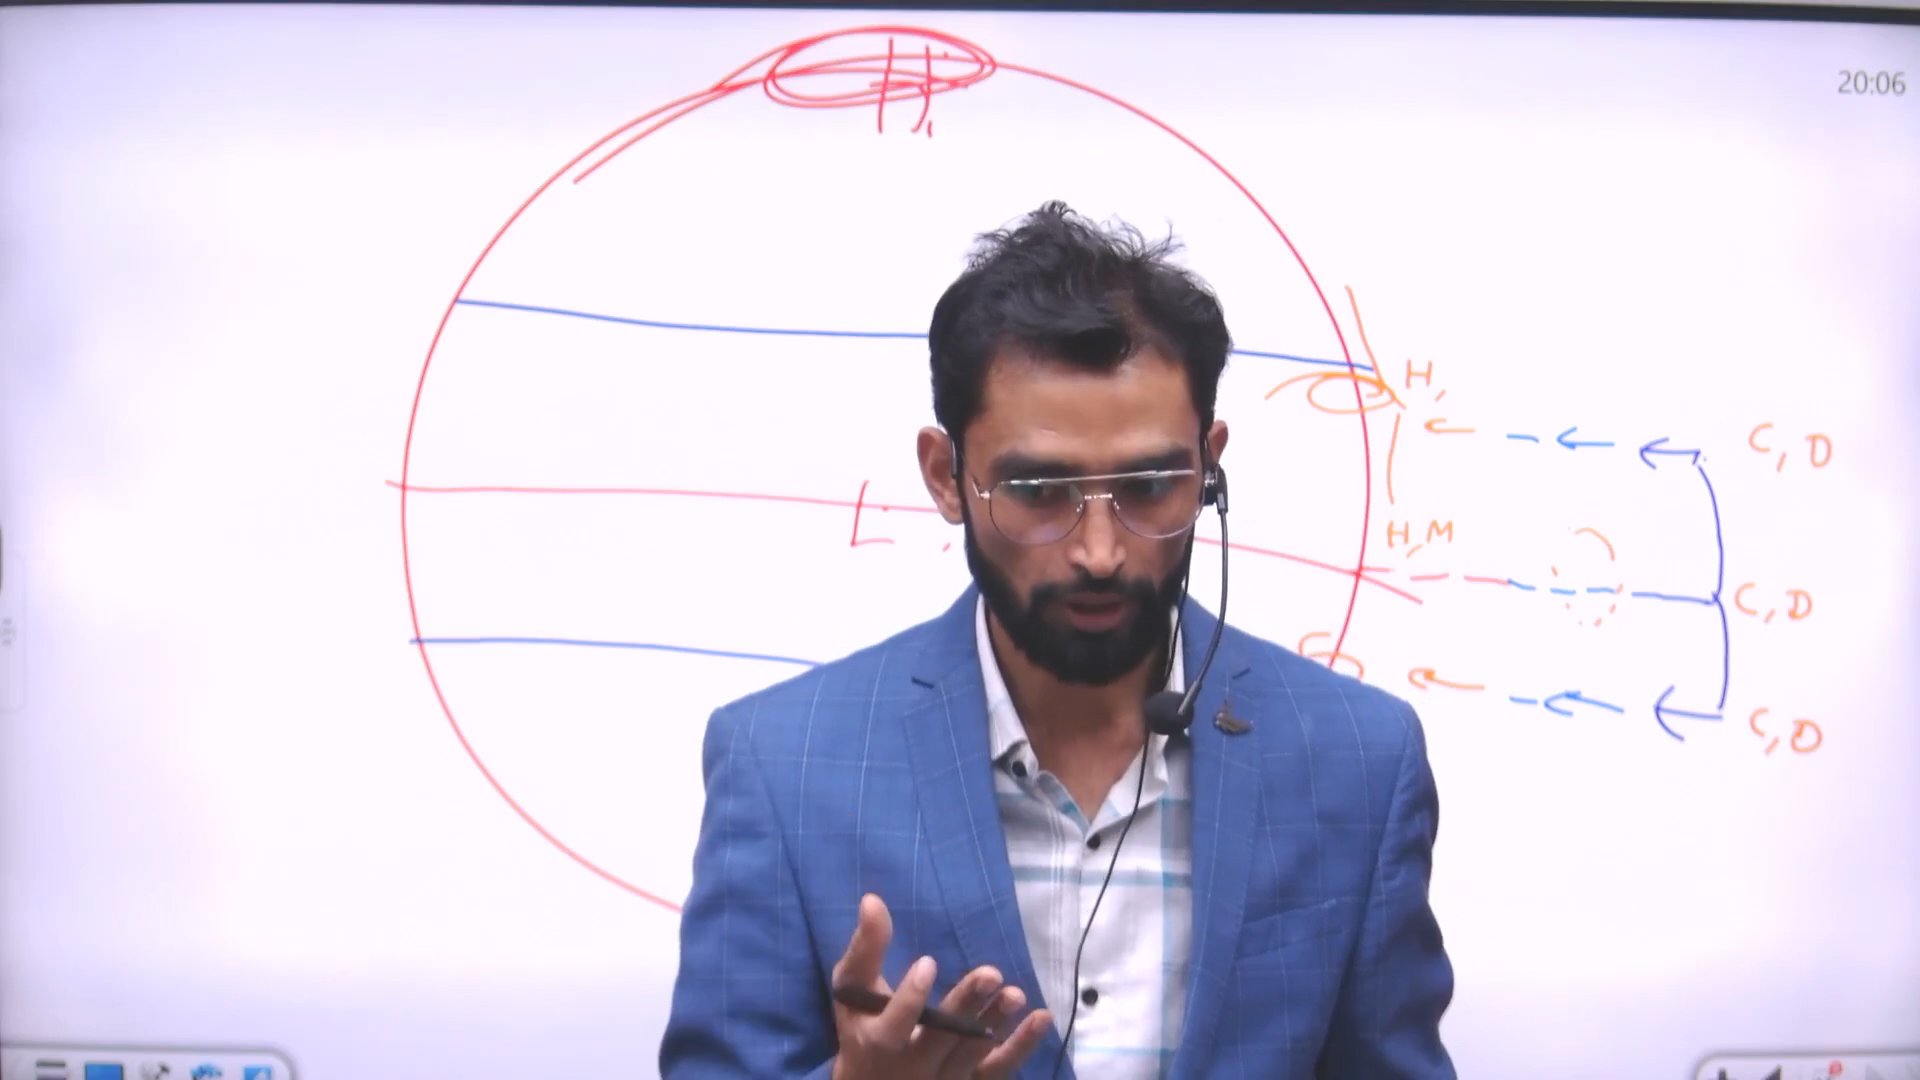 20:06
H,
H,
C, D
L
H, M
C, D
C, D